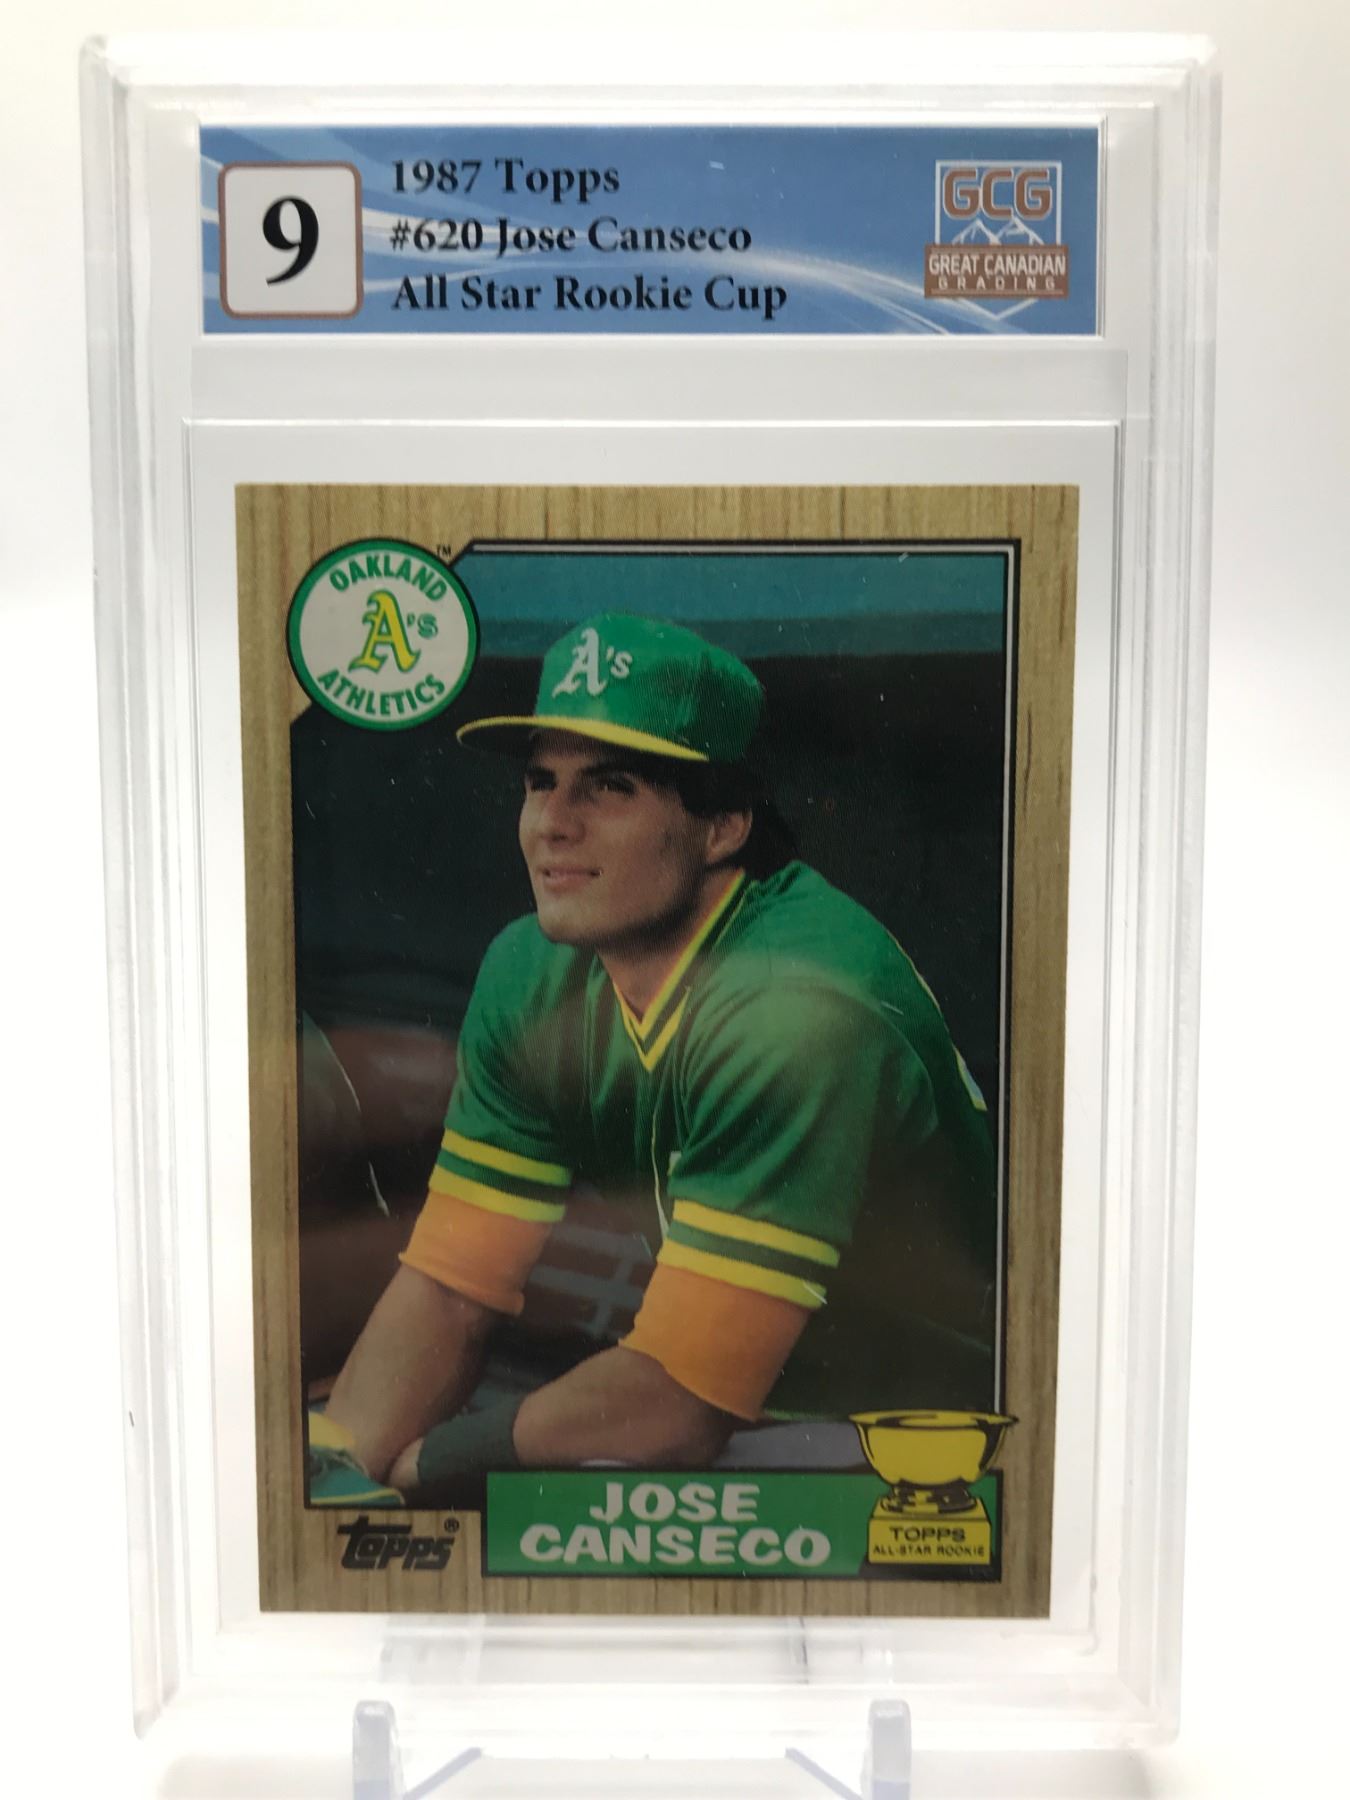 9
1987 Topps
#620 Jose Canseco
All Star Rookie Cup
GCG
GREAT CANADIAN
GRADING
OAKLAND
A's
ATHLETICS
™
A's
JOSE
CANSECO
TOPPS
ALL-STAR ROOKIE
Topps®